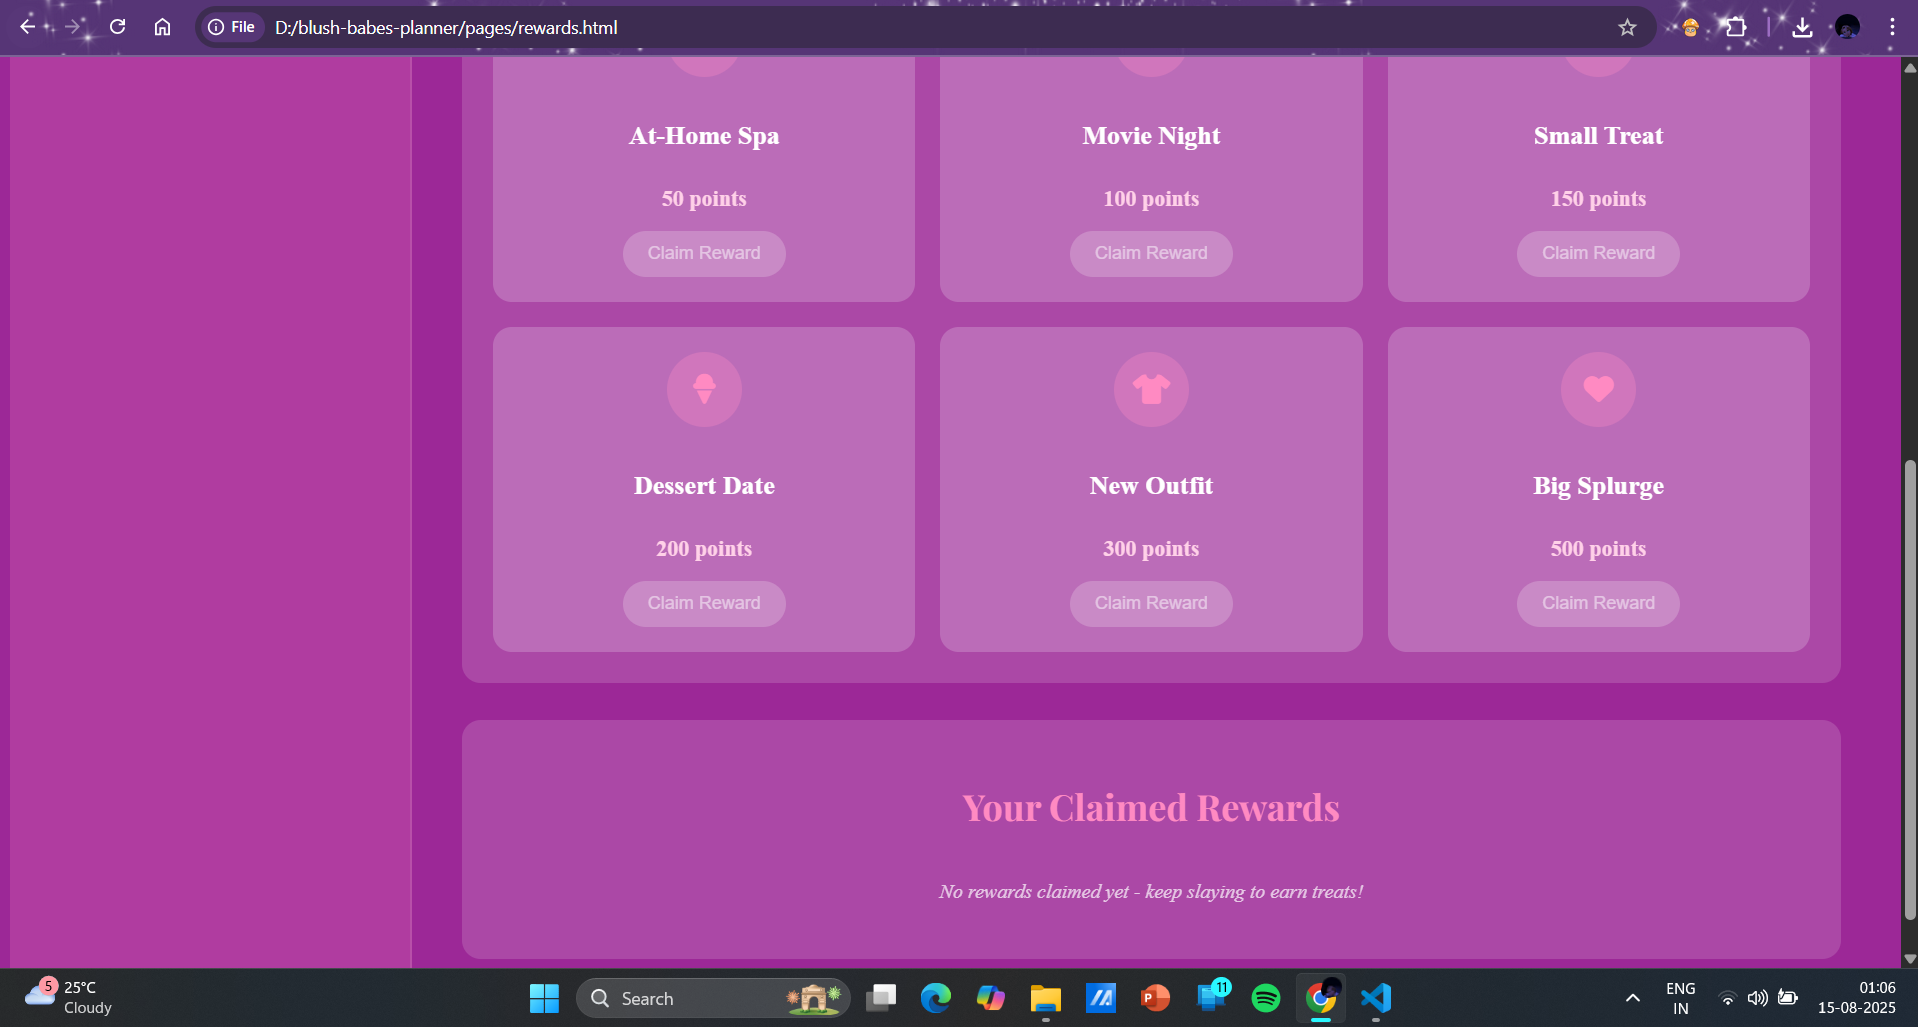 File
D:/blush-babes-planner/pages/rewards.html
At-Home Spa
Movie Night
Small Treat
50 points
100 points
150 points
Claim Reward
Claim Reward
Claim Reward
Dessert Date
New Outfit
Big Splurge
200 points
300 points
500 points
Claim Reward
Claim Reward
Claim Reward
Your Claimed Rewards
No rewards claimed yet - keep slaying to earn treats!
5
25°C
Cloudy
Search
P
11
ENG
IN
01:06
15-08-2025